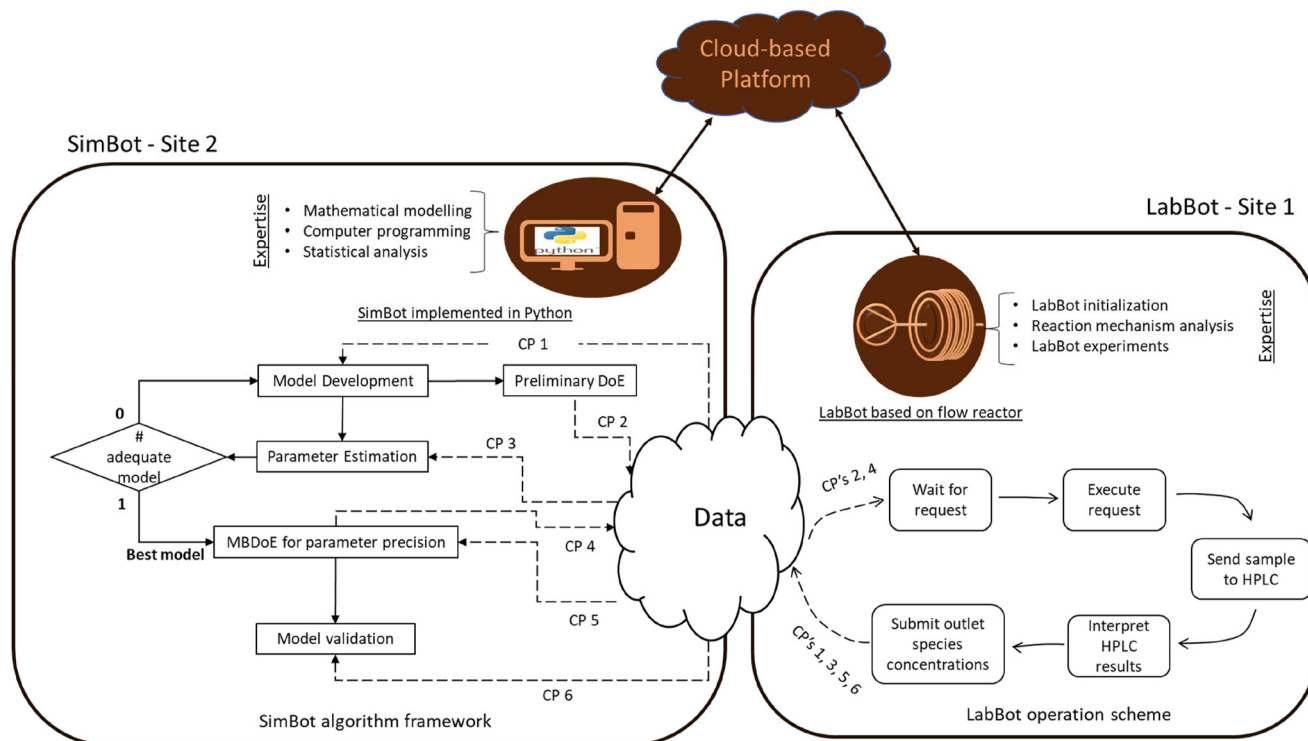 Cloud-based
Platform
SimBot - Site 2
LabBot - Site 1
Expertise
• Mathematical modelling
• Computer programming
• Statistical analysis
python
SimBot implemented in Python
• LabBot initialization
• Reaction mechanism analysis
• LabBot experiments
Expertise
LabBot based on flow reactor
CP 1
Model Development
Preliminary DoE
0
CP 2
#
adequate
model
Parameter Estimation
CP 3
1
Best model
MBDoE for parameter precision
CP 4
CP 5
Model validation
CP 6
SimBot algorithm framework
Data
CP's 2, 4
Wait for
request
Execute
request
Send sample
to HPLC
Interpret
HPLC
results
Submit outlet
species
concentrations
CP's 1, 3, 5, 6
LabBot operation scheme